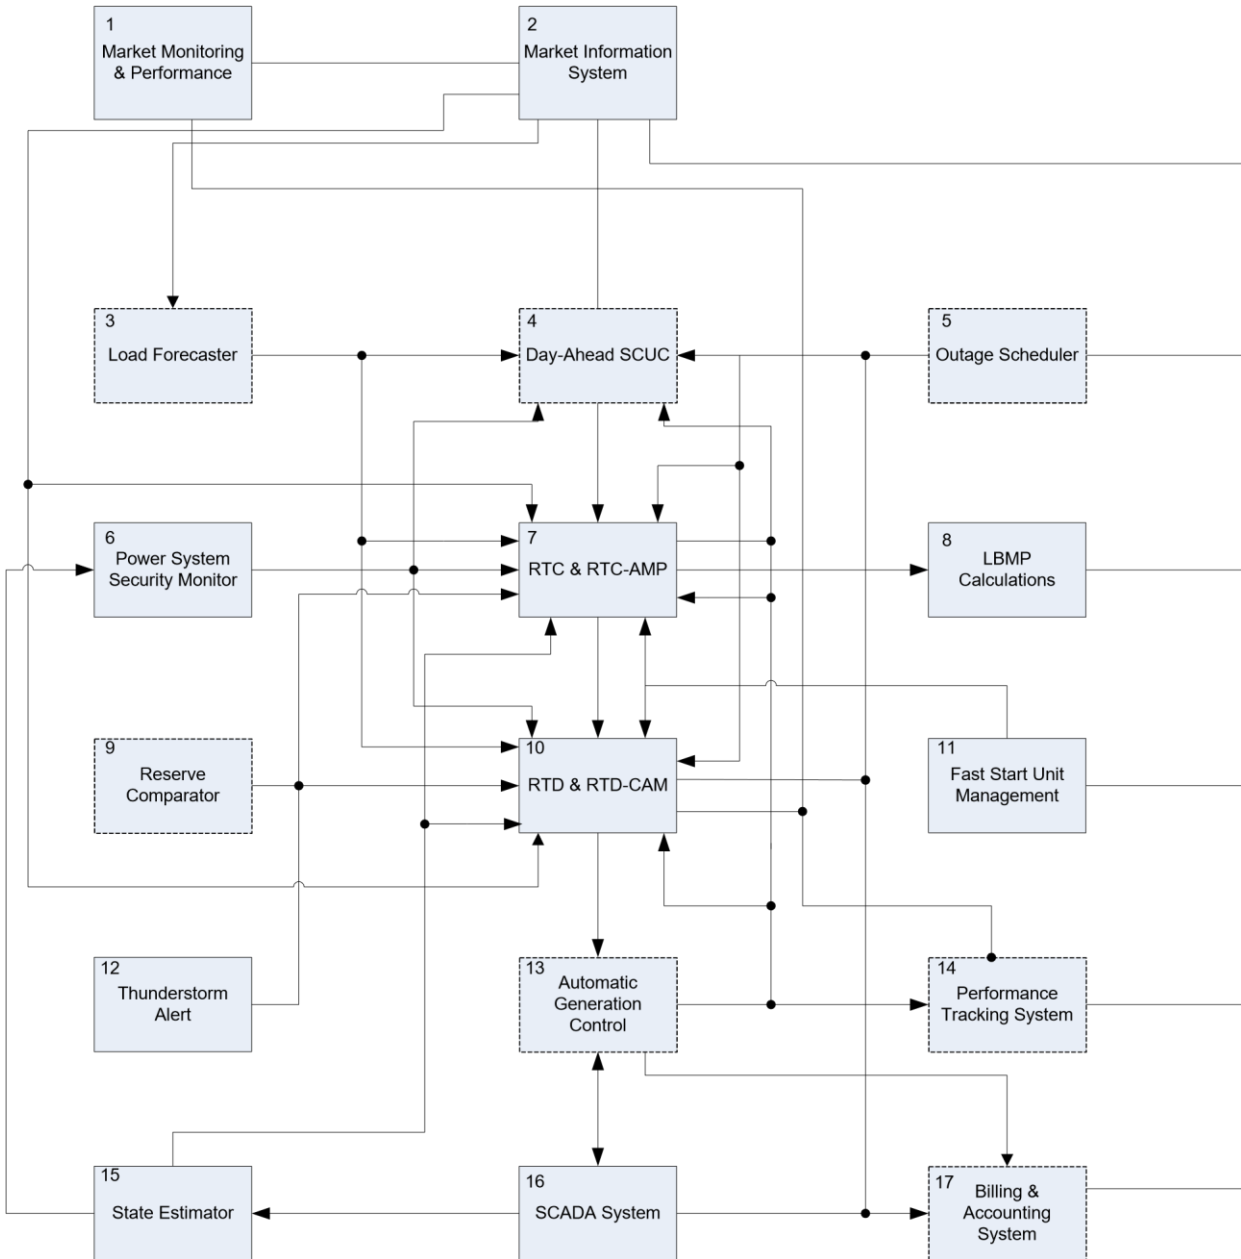 1
Market Monitoring
& Performance
2
Market Information
System
3
Load Forecaster
4
Day-Ahead SCUC
5
Outage Scheduler
6
Power System
Security Monitor
7
RTC & RTC-AMP
8
LBMP
Calculations
9
Reserve
Comparator
10
RTD & RTD-CAM
11
Fast Start Unit
Management
12
Thunderstorm
Alert
13
Automatic
Generation
Control
14
Performance
Tracking System
15
State Estimator
16
SCADA System
17
Billing &
Accounting
System